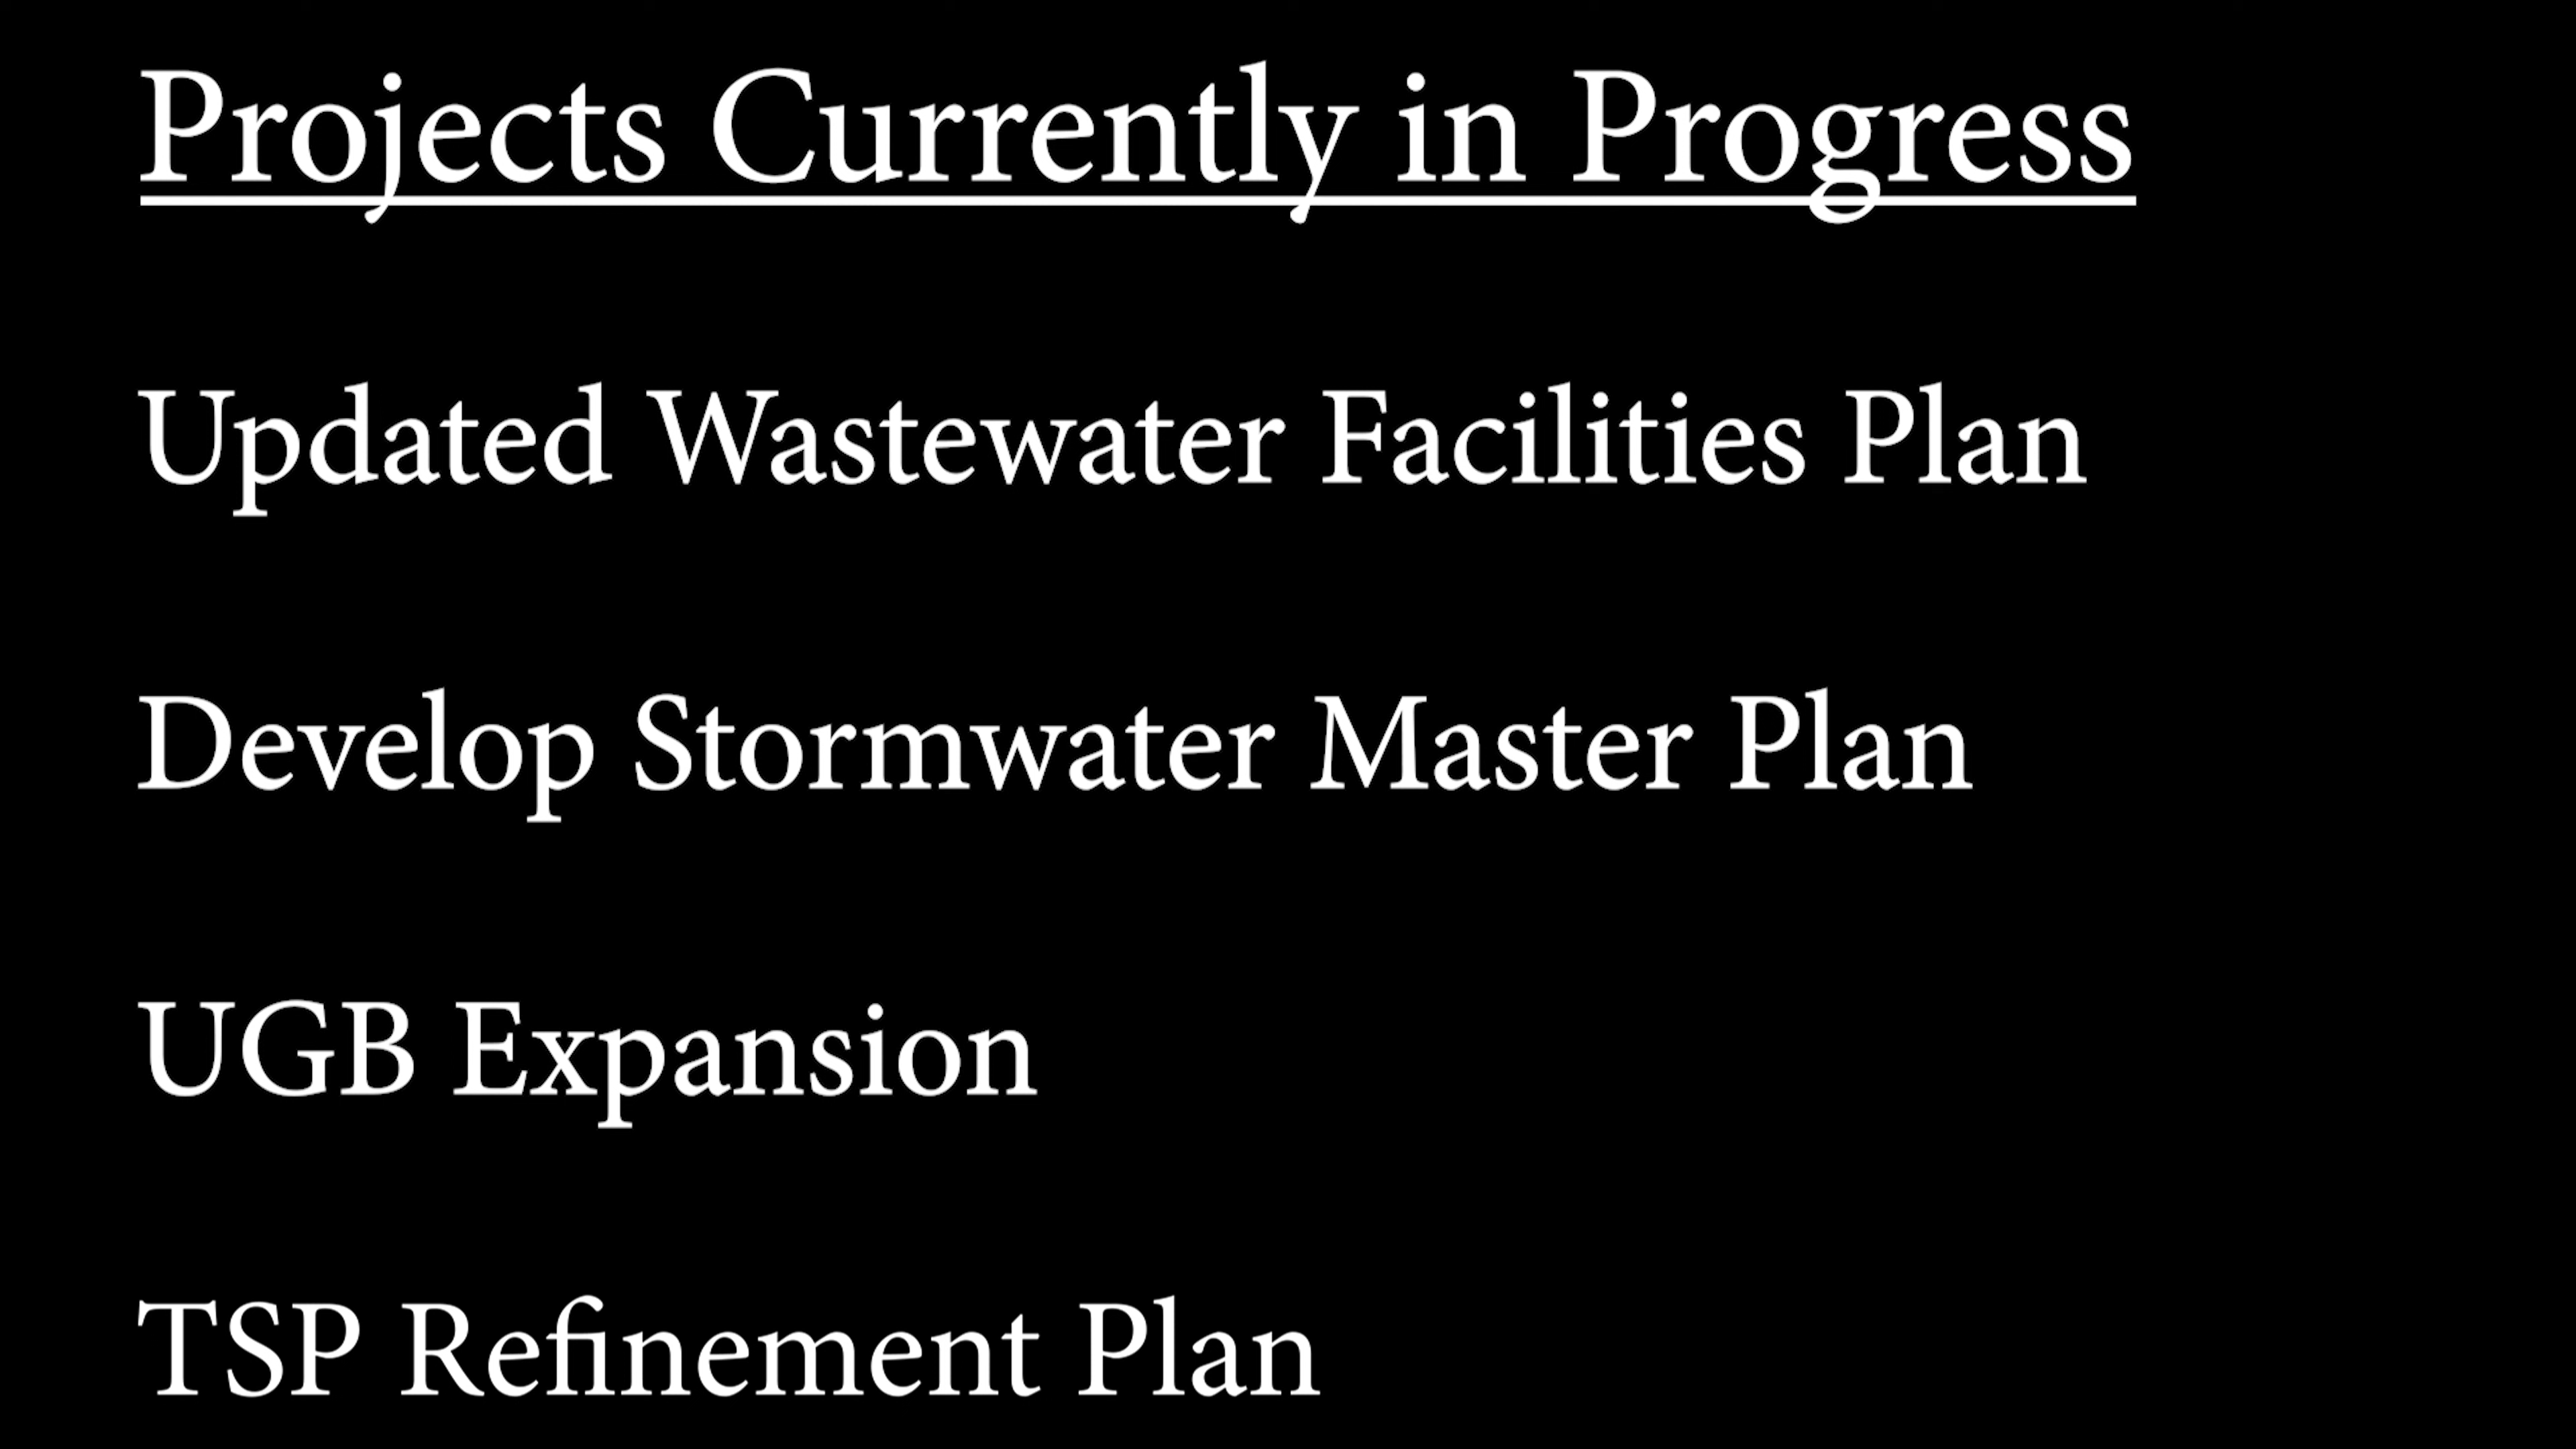 Projects Currently in Progress
Updated Wastewater Facilities Plan
Develop Stormwater Master Plan
UGB Expansion
TSP Refinement Plan